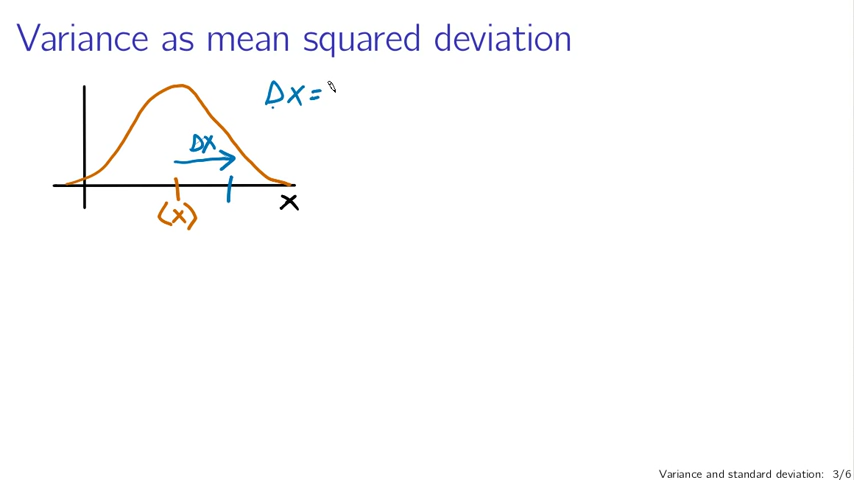 Variance as mean squared deviation
Δx =
Δx
⟨x⟩
x
Variance and standard deviation: 3/6